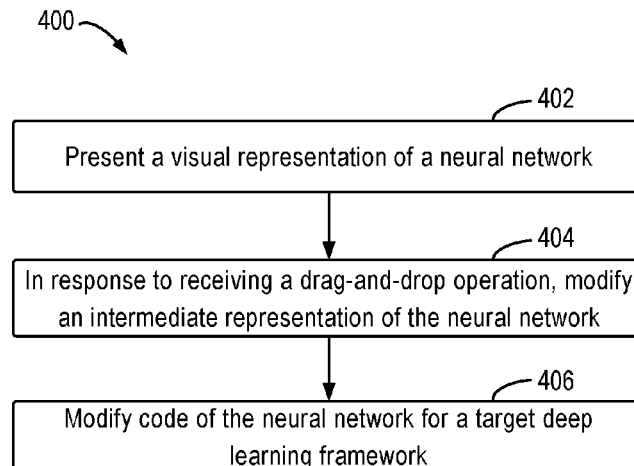 400
402
Present a visual representation of a neural network
404
In response to receiving a drag-and-drop operation, modify
an intermediate representation of the neural network
406
Modify code of the neural network for a target deep
learning framework